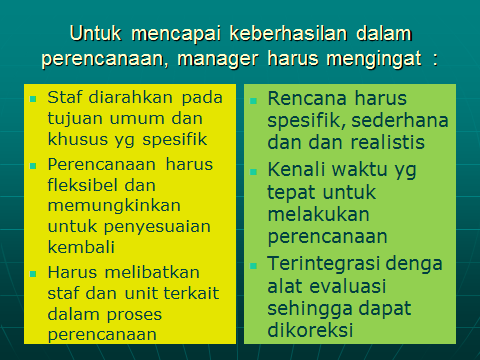 Untuk mencapai keberhasilan dalam
perencanaan, manager harus mengingat :
Staf diarahkan pada
tujuan umum dan
khusus yg spesifik
Perencanaan harus
fleksibel dan
memungkinkan
untuk penyesuaian
kembali
Harus melibatkan
staf dan unit terkait
dalam proses
perencanaan
Rencana harus
spesifik, sederhana
dan dan realistis
Kenali waktu yg
tepat untuk
melakukan
perencanaan
Terintegrasi denga
alat evaluasi
sehingga dapat
dikoreksi